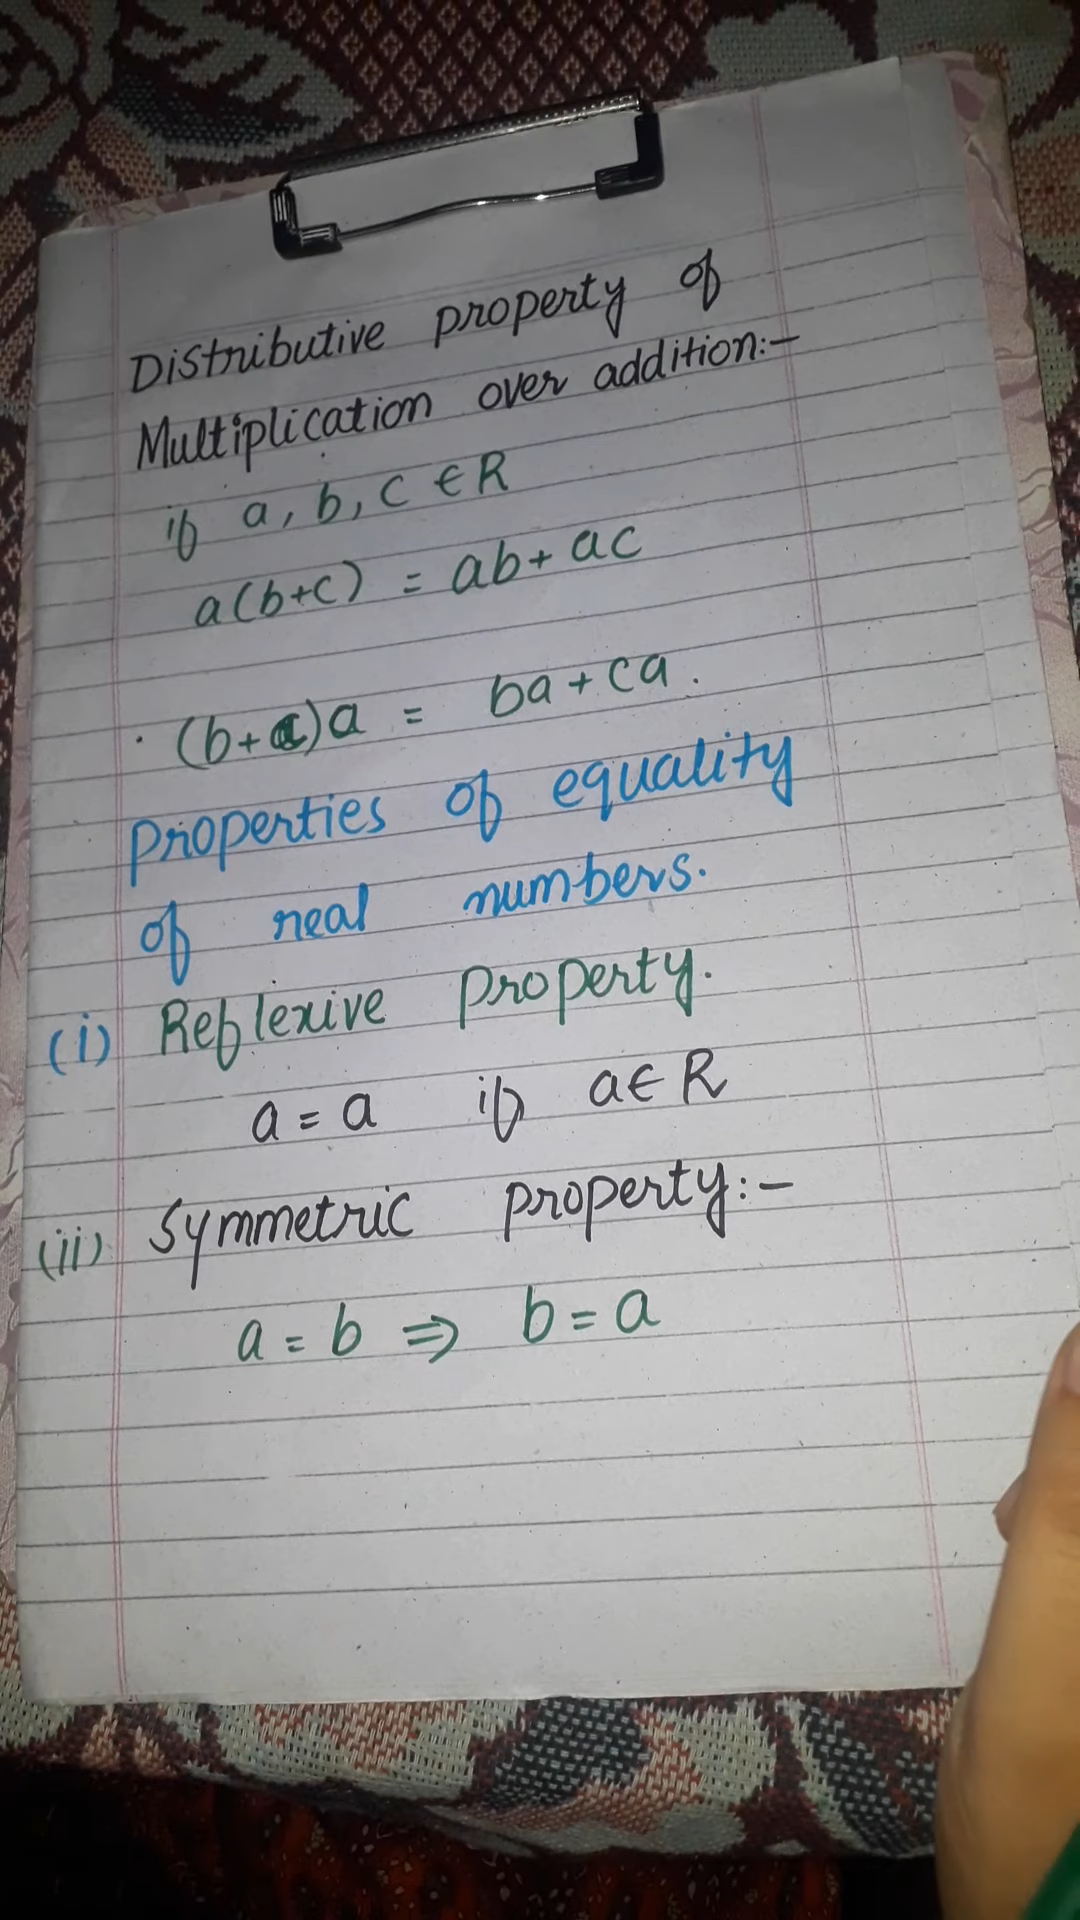 Distributive property of
Multiplication over addition:-
if a, b, c ∈ R
a(b+c) = ab + ac
(b+c)a = ba + ca.
Properties of equality
of real numbers.
(i) Reflexive Property.
a = a if a ∈ R
(ii) Symmetric property:-
a = b ⇒ b = a